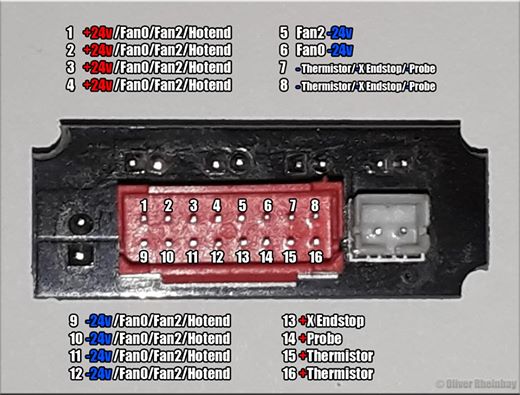 1 +24v/Fan0/Fan2/Hotend
2 +24v/Fan0/Fan2/Hotend
3 +24v/Fan0/Fan2/Hotend
4 +24v/Fan0/Fan2/Hotend
5 Fan2 -24v
6 Fan0 -24v
7 - Thermistor/-X Endstop/-Probe
8 - Thermistor/-X Endstop/-Probe
1 2 3 4 5 6 7 8
9 10 11 12 13 14 15 16
9 -24v/Fan0/Fan2/Hotend
10 -24v/Fan0/Fan2/Hotend
11 -24v/Fan0/Fan2/Hotend
12 -24v/Fan0/Fan2/Hotend
13 +X Endstop
14 +Probe
15 +Thermistor
16 +Thermistor
© Oliver Rheinbay